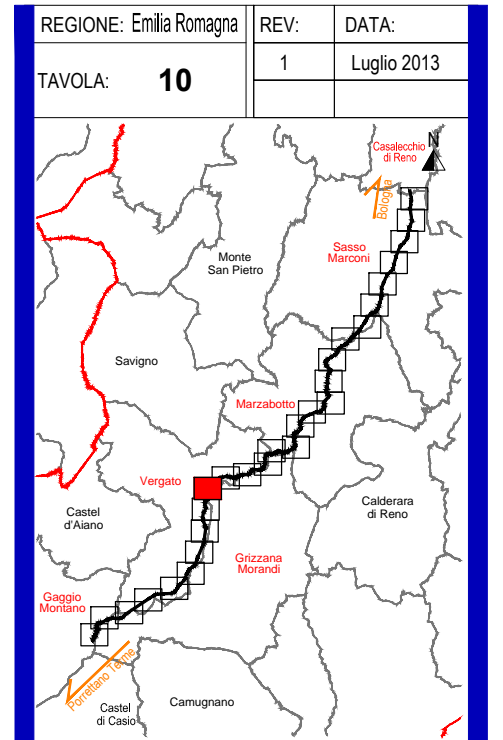 REGIONE: Emilia Romagna
REV:
DATA:
TAVOLA: 10
1
Luglio 2013
Casalecchio
di Reno
N
Bologna
Sasso
Marconi
Monte
San Pietro
Savigno
Marzabotto
Vergato
Castel
d'Aiano
Calderara
di Reno
Grizzana
Morandi
Gaggio
Montano
Porrettano Terme
Castel
di Casio
Camugnano